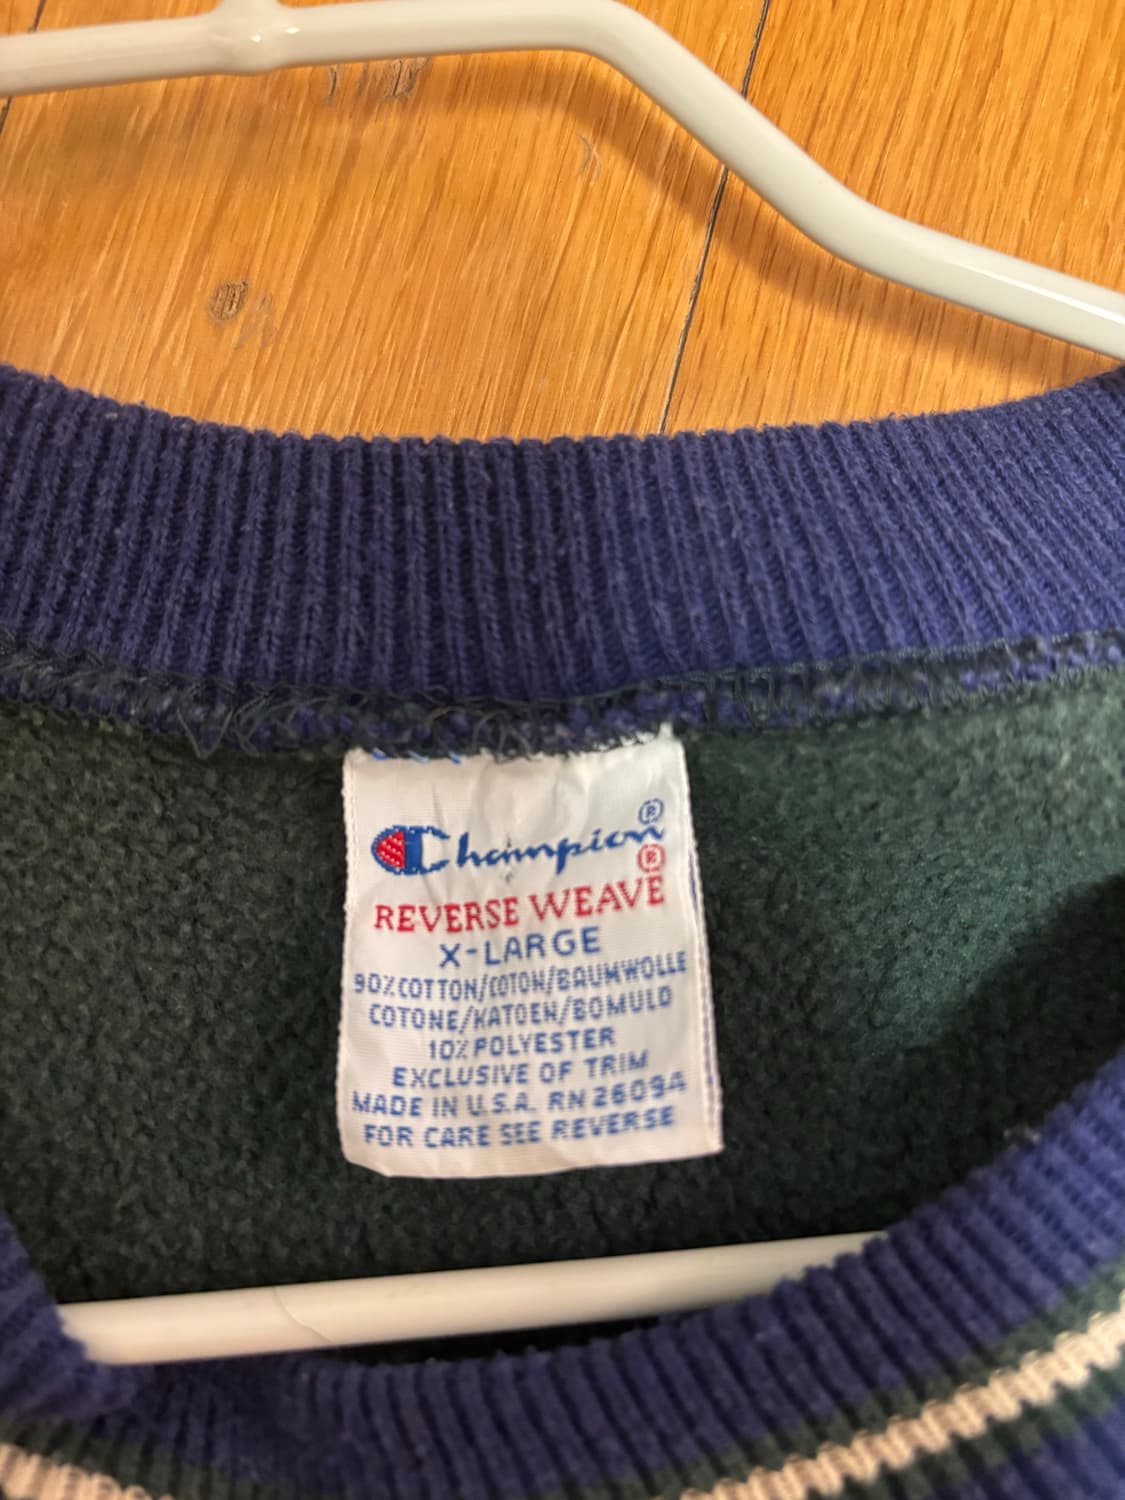 Champion®
REVERSE WEAVE®
X-LARGE
90% COTTON/COTON/BAUMWOLLE
COTONE/KATOEN/BOMULD
10% POLYESTER
EXCLUSIVE OF TRIM
MADE IN U.S.A. RN 26094
FOR CARE SEE REVERSE